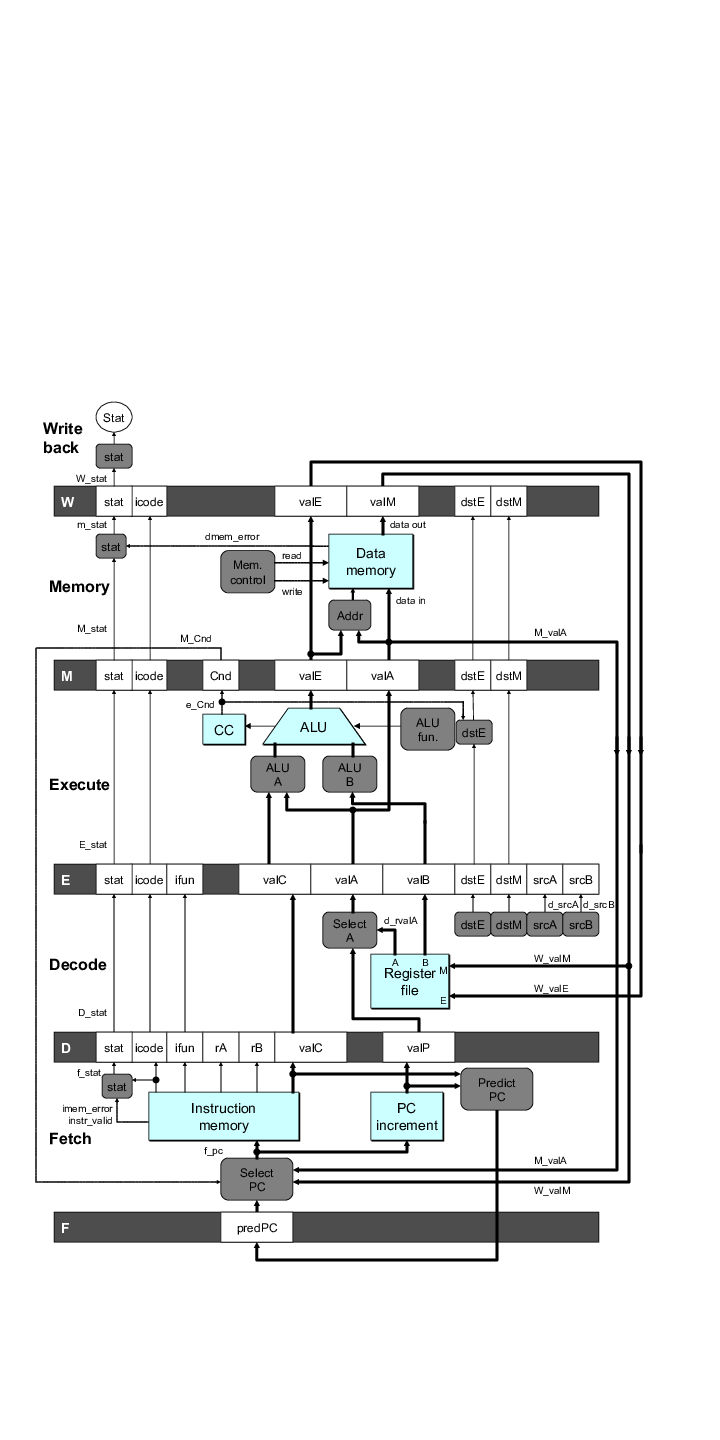 Stat
Write
back
stat
W_stat
W
stat
icode
valE
valM
dstE
dstM
m_stat
data out
dmem_error
stat
Mem.
control
read
write
Data
memory
Memory
Addr
data in
M_stat
M_Cnd
M_valA
M
stat
icode
Cnd
valE
valA
dstE
dstM
e_Cnd
CC
ALU
ALU
fun.
dstE
ALU
A
ALU
B
Execute
E_stat
E
stat
icode
ifun
valC
valA
valB
dstE
dstM
srcA
srcB
d_srcA
d_srcB
Select
A
d_rvalA
dstE
dstM
srcA
srcB
Decode
A
B
M
Register
file
E
W_valM
W_valE
D_stat
D
stat
icode
ifun
rA
rB
valC
valP
f_stat
stat
Predict
PC
imem_error
instr_valid
Instruction
memory
PC
increment
Fetch
f_pc
Select
PC
M_valA
W_valM
F
predPC